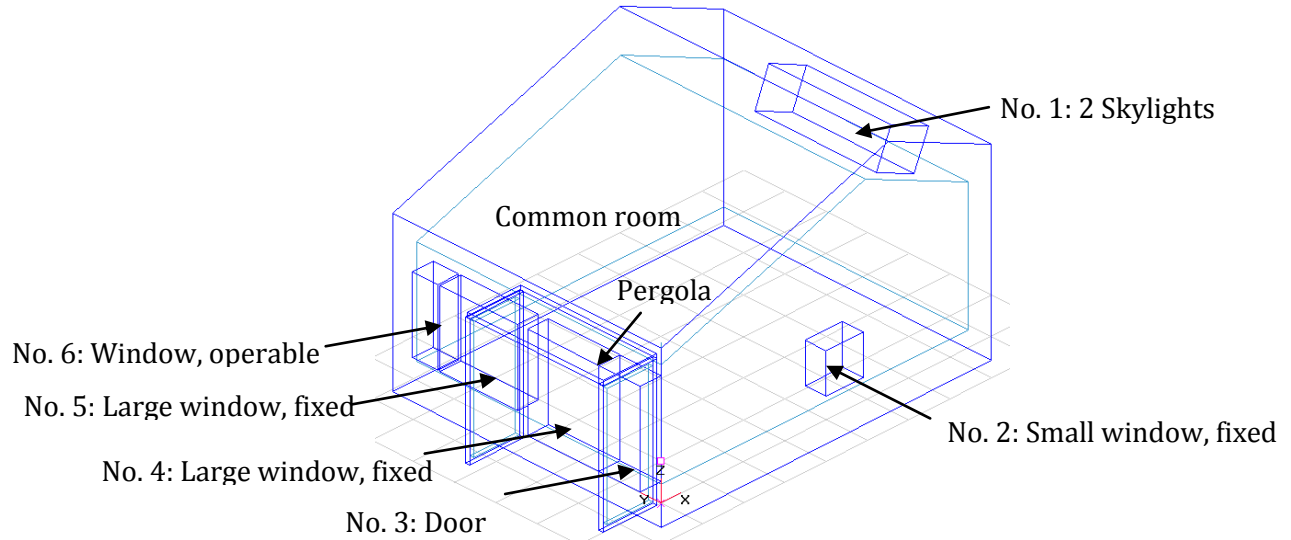 No. 1: 2 Skylights
Common room
Pergola
No. 6: Window, operable
No. 5: Large window, fixed
No. 2: Small window, fixed
No. 4: Large window, fixed
No. 3: Door
Z
Y
X